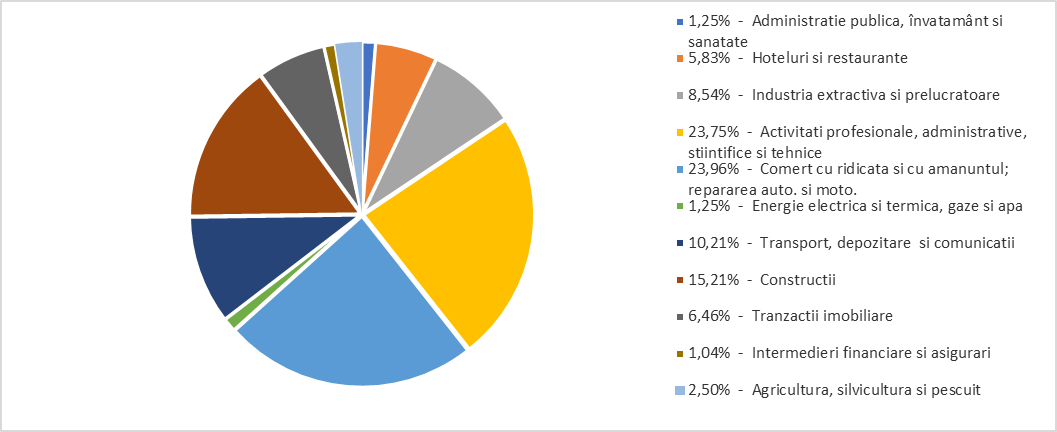 1,25%  -  Administratie publica, învatamânt si
sanatate
5,83%  -  Hoteluri si restaurante
8,54%  -  Industria extractiva si prelucratoare
23,75%  -  Activitati profesionale, administrative,
stiintifice si tehnice
23,96%  -  Comert cu ridicata si cu amanuntul;
repararea auto. si moto.
1,25%  -  Energie electrica si termica, gaze si apa
10,21%  -  Transport, depozitare  si comunicatii
15,21%  -  Constructii
6,46%  -  Tranzactii imobiliare
1,04%  -  Intermedieri financiare si asigurari
2,50%  -  Agricultura, silvicultura si pescuit